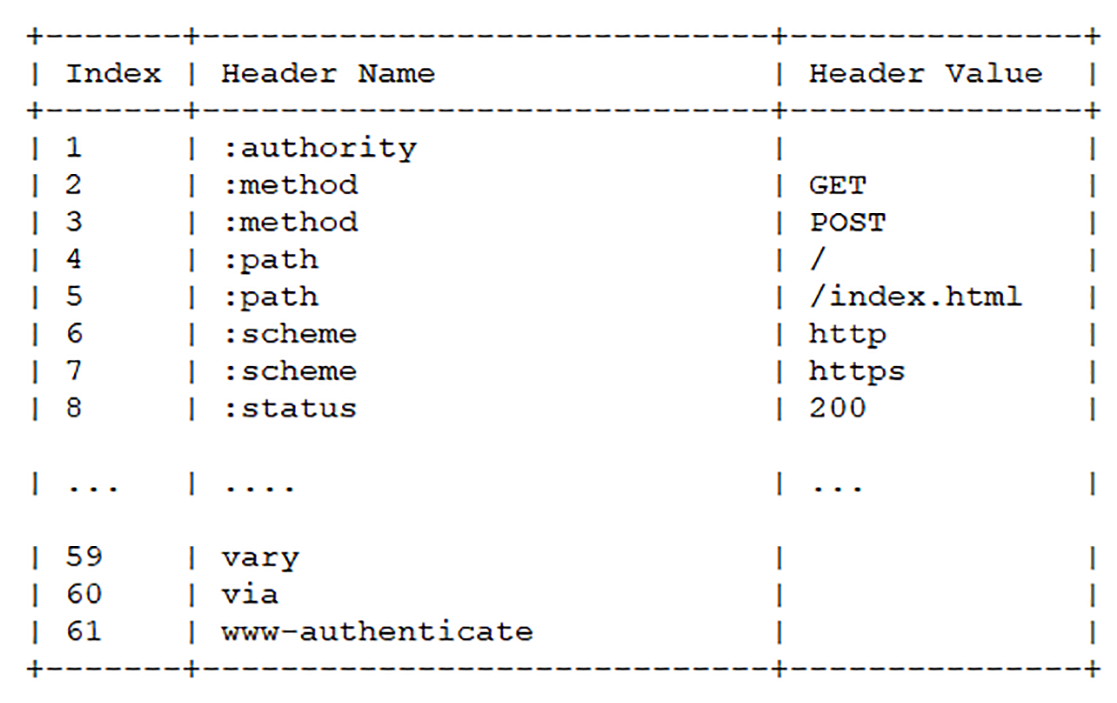 +-------+-----------------------------+---------------+
| Index | Header Name                 | Header Value  |
+-------+-----------------------------+---------------+
| 1     | :authority                  |               |
| 2     | :method                     | GET           |
| 3     | :method                     | POST          |
| 4     | :path                       | /             |
| 5     | :path                       | /index.html   |
| 6     | :scheme                     | http          |
| 7     | :scheme                     | https         |
| 8     | :status                     | 200           |
| ...   | ....                        | ...           |
| 59    | vary                        |               |
| 60    | via                         |               |
| 61    | www-authenticate            |               |
+-------+-----------------------------+---------------+